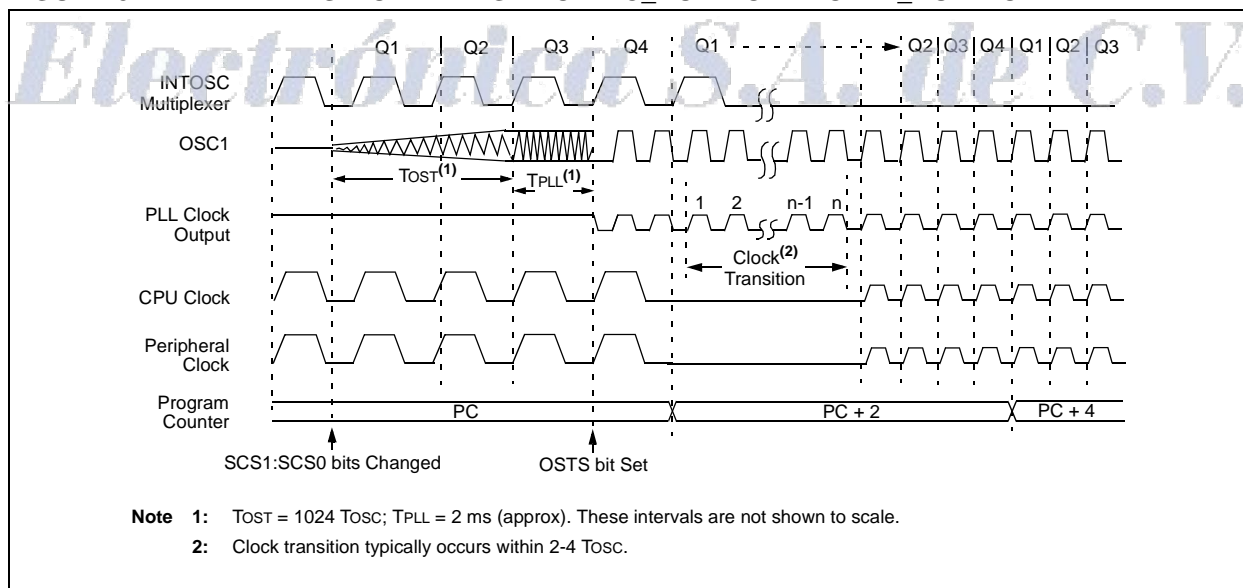 Electrónica S.A. de C.V.
Q1 Q2 Q3 Q4 Q1 Q2 Q3 Q4 Q1 Q2 Q3
INTOSC
Multiplexer
OSC1
TOST(1) TPLL(1)
1 2 n-1 n
PLL Clock
Output
Clock(2)
Transition
CPU Clock
Peripheral
Clock
Program
Counter
PC PC + 2 PC + 4
SCS1:SCS0 bits Changed OSTS bit Set
Note 1: TOST = 1024 TOSC; TPLL = 2 ms (approx). These intervals are not shown to scale.
2: Clock transition typically occurs within 2-4 TOSC.